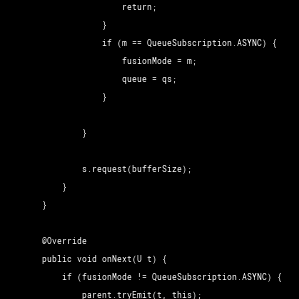 return;
}
if (m == QueueSubscription.ASYNC) {
fusionMode = m;
queue = qs;
}
}
s.request(bufferSize);
}
}
@Override
public void onNext(U t) {
if (fusionMode != QueueSubscription.ASYNC) {
parent.tryEmit(t, this);